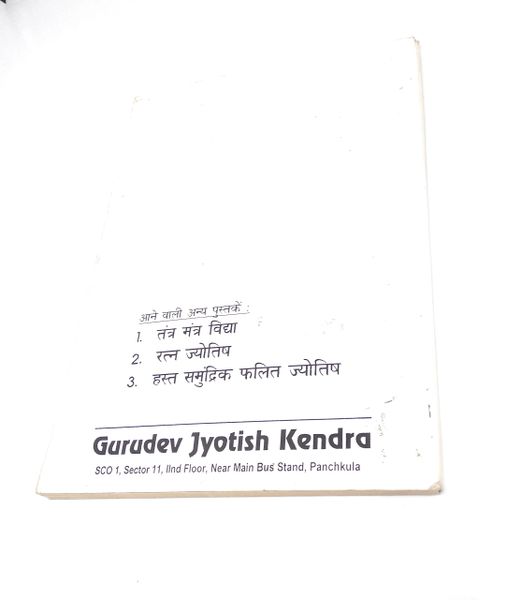 आने वाली अन्य पुस्तकें :
1. तंत्र मंत्र विद्या
2. रत्न ज्योतिष
3. हस्त समुंद्रिक फलित ज्योतिष
Gurudev Jyotish Kendra
SCO 1, Sector 11, IInd Floor, Near Main Bus Stand, Panchkula